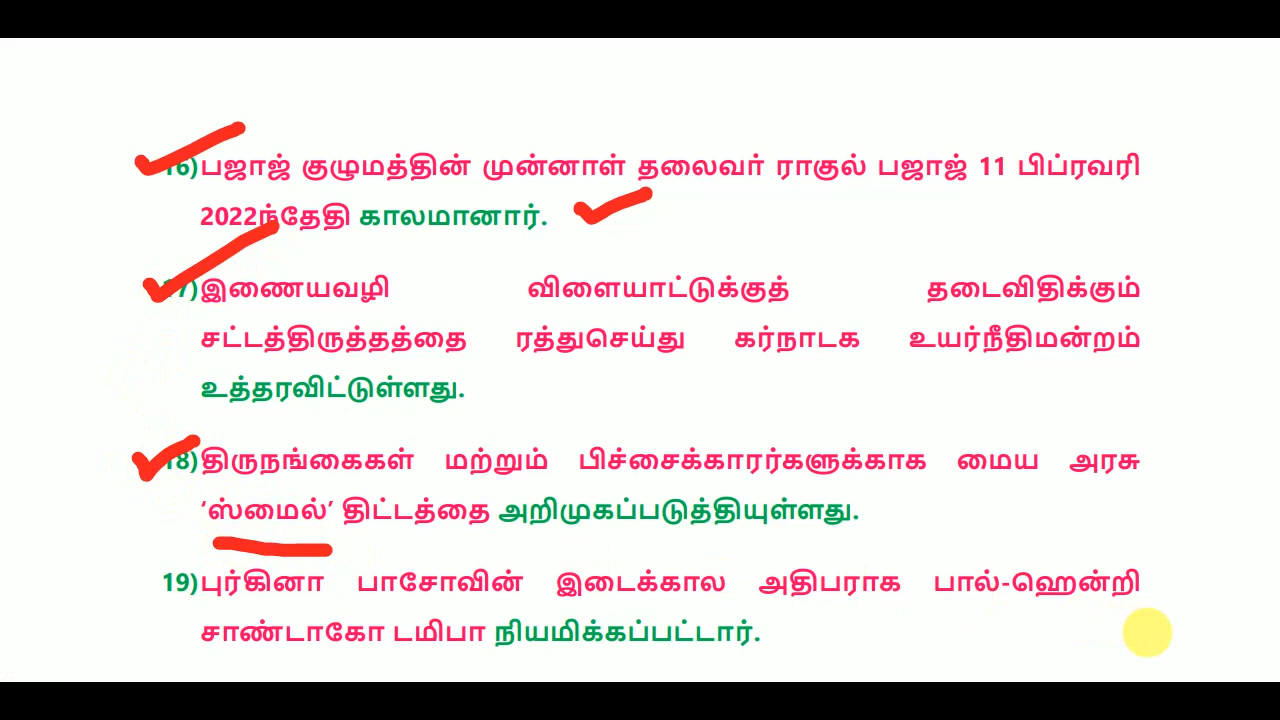 16) பஜாஜ் குழுமத்தின் முன்னாள் தலைவர் ராகுல் பஜாஜ் 11 பிப்ரவரி
2022ந்தேதி காலமானார்.
17) இணையவழி விளையாட்டுக்குத் தடைவிதிக்கும்
சட்டத்திருத்தத்தை ரத்துசெய்து கர்நாடக உயர்நீதிமன்றம்
உத்தரவிட்டுள்ளது.
18) திருநங்கைகள் மற்றும் பிச்சைக்காரர்களுக்காக மைய அரசு
‘ஸ்மைல்’ திட்டத்தை அறிமுகப்படுத்தியுள்ளது.
19) புர்கினா பாசோவின் இடைக்கால அதிபராக பால்-ஹென்றி
சாண்டாகோ டமிபா நியமிக்கப்பட்டார்.